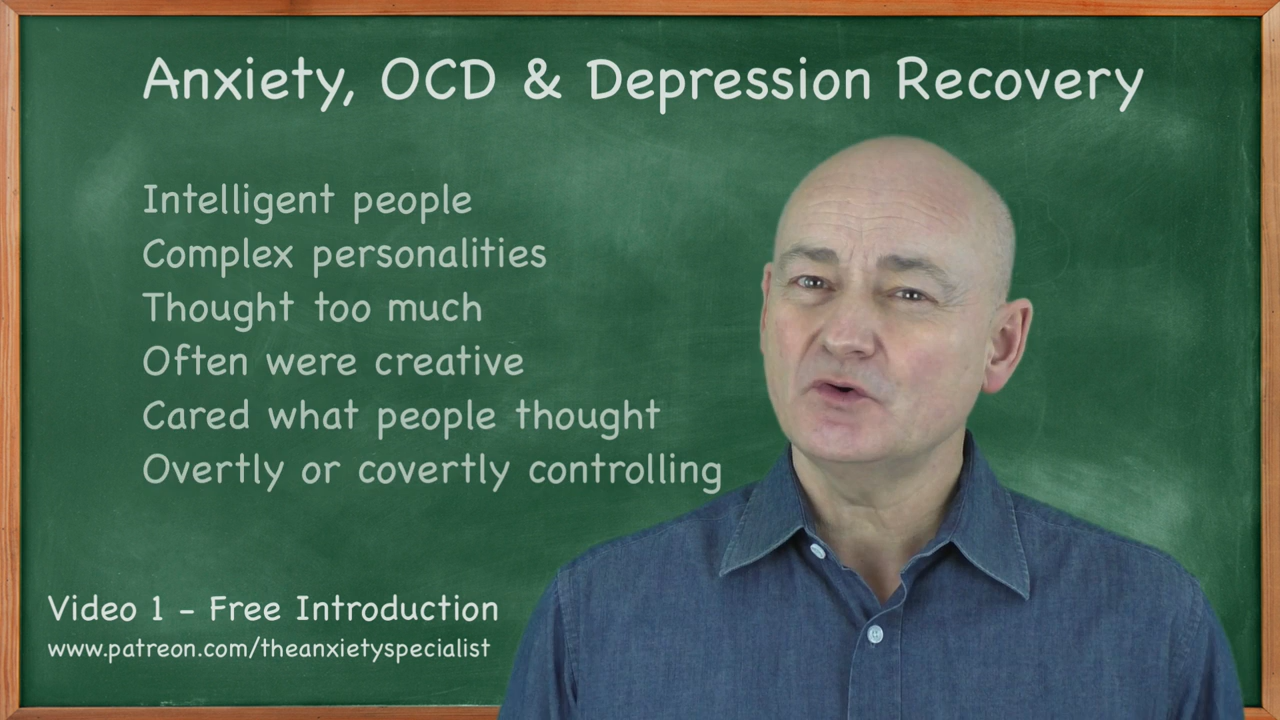 Anxiety, OCD & Depression Recovery
Intelligent people
Complex personalities
Thought too much
Often were creative
Cared what people thought
Overtly or covertly controlling
Video 1 - Free Introduction
www.patreon.com/theanxietyspecialist